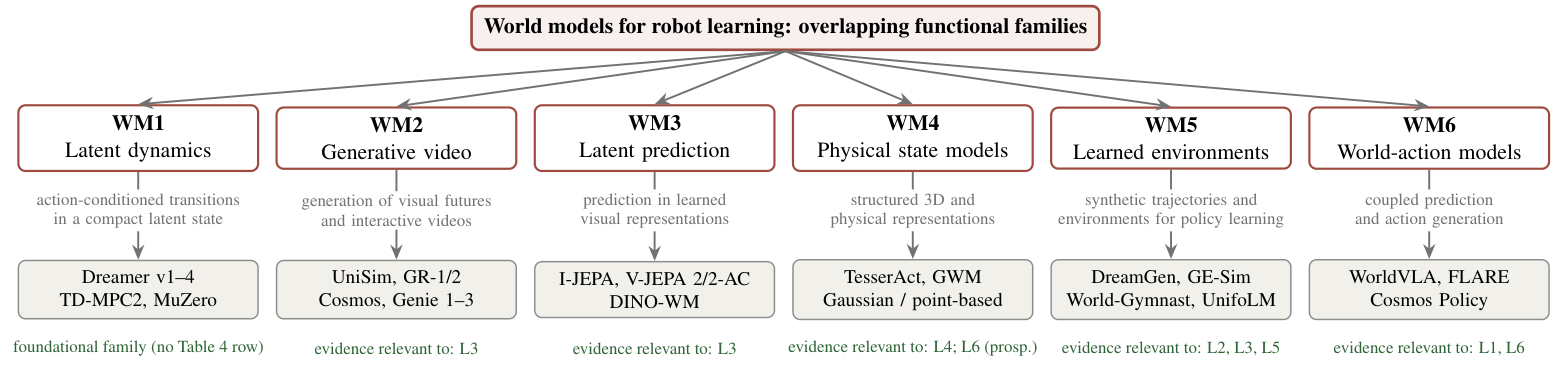 World models for robot learning: overlapping functional families
WM1
Latent dynamics
action-conditioned transitions
in a compact latent state
Dreamer v1–4
TD-MPC2, MuZero
foundational family (no Table 4 row)
WM2
Generative video
generation of visual futures
and interactive videos
UniSim, GR-1/2
Cosmos, Genie 1–3
evidence relevant to: L3
WM3
Latent prediction
prediction in learned
visual representations
I-JEPA, V-JEPA 2/2-AC
DINO-WM
evidence relevant to: L3
WM4
Physical state models
structured 3D and
physical representations
TesserAct, GWM
Gaussian / point-based
evidence relevant to: L4; L6 (prosp.)
WM5
Learned environments
synthetic trajectories and
environments for policy learning
DreamGen, GE-Sim
World-Gymnast, UnifoLM
evidence relevant to: L2, L3, L5
WM6
World-action models
coupled prediction
and action generation
WorldVLA, FLARE
Cosmos Policy
evidence relevant to: L1, L6